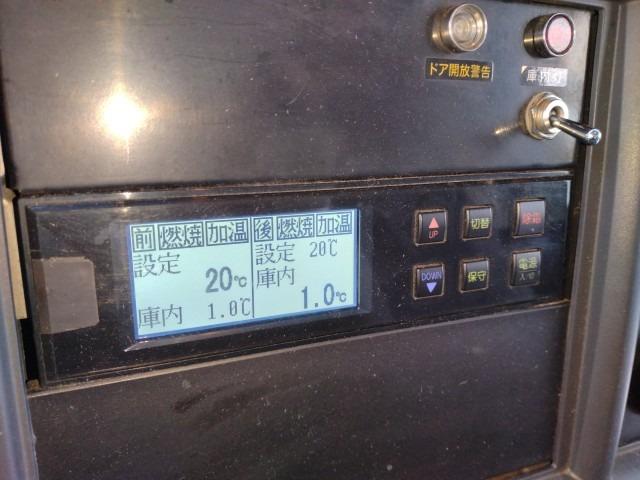 ドア開放警告
庫内灯
前 燃焼 加温 後 燃焼 加温
設定 設定 20℃
20℃ 庫内
庫内 1.0℃ 1.0℃
UP 切替 除霜
DOWN 保守 電源
入/切